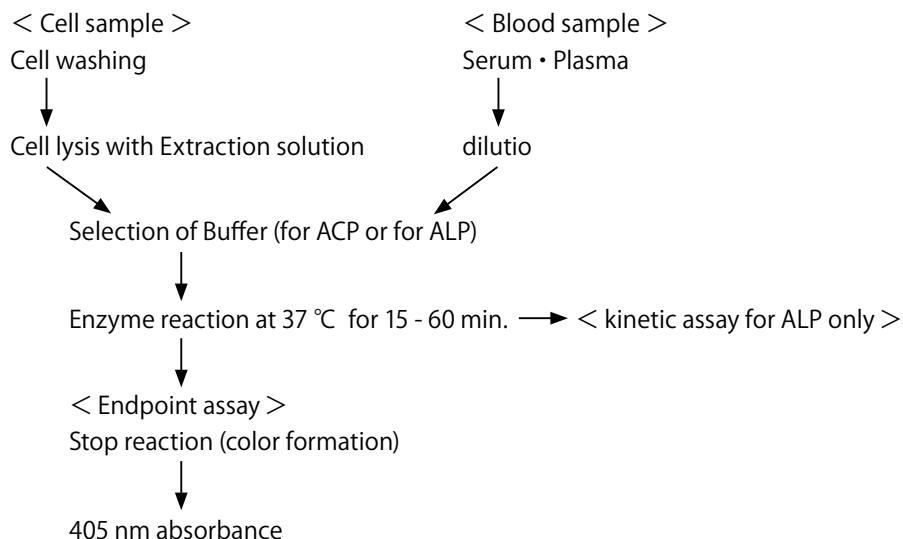 ＜ Cell sample ＞
Cell washing
Cell lysis with Extraction solution
＜ Blood sample ＞
Serum・Plasma
dilutio
Selection of Buffer (for ACP or for ALP)
Enzyme reaction at 37 ℃ for 15 - 60 min.
＜ kinetic assay for ALP only ＞
＜ Endpoint assay ＞
Stop reaction (color formation)
405 nm absorbance